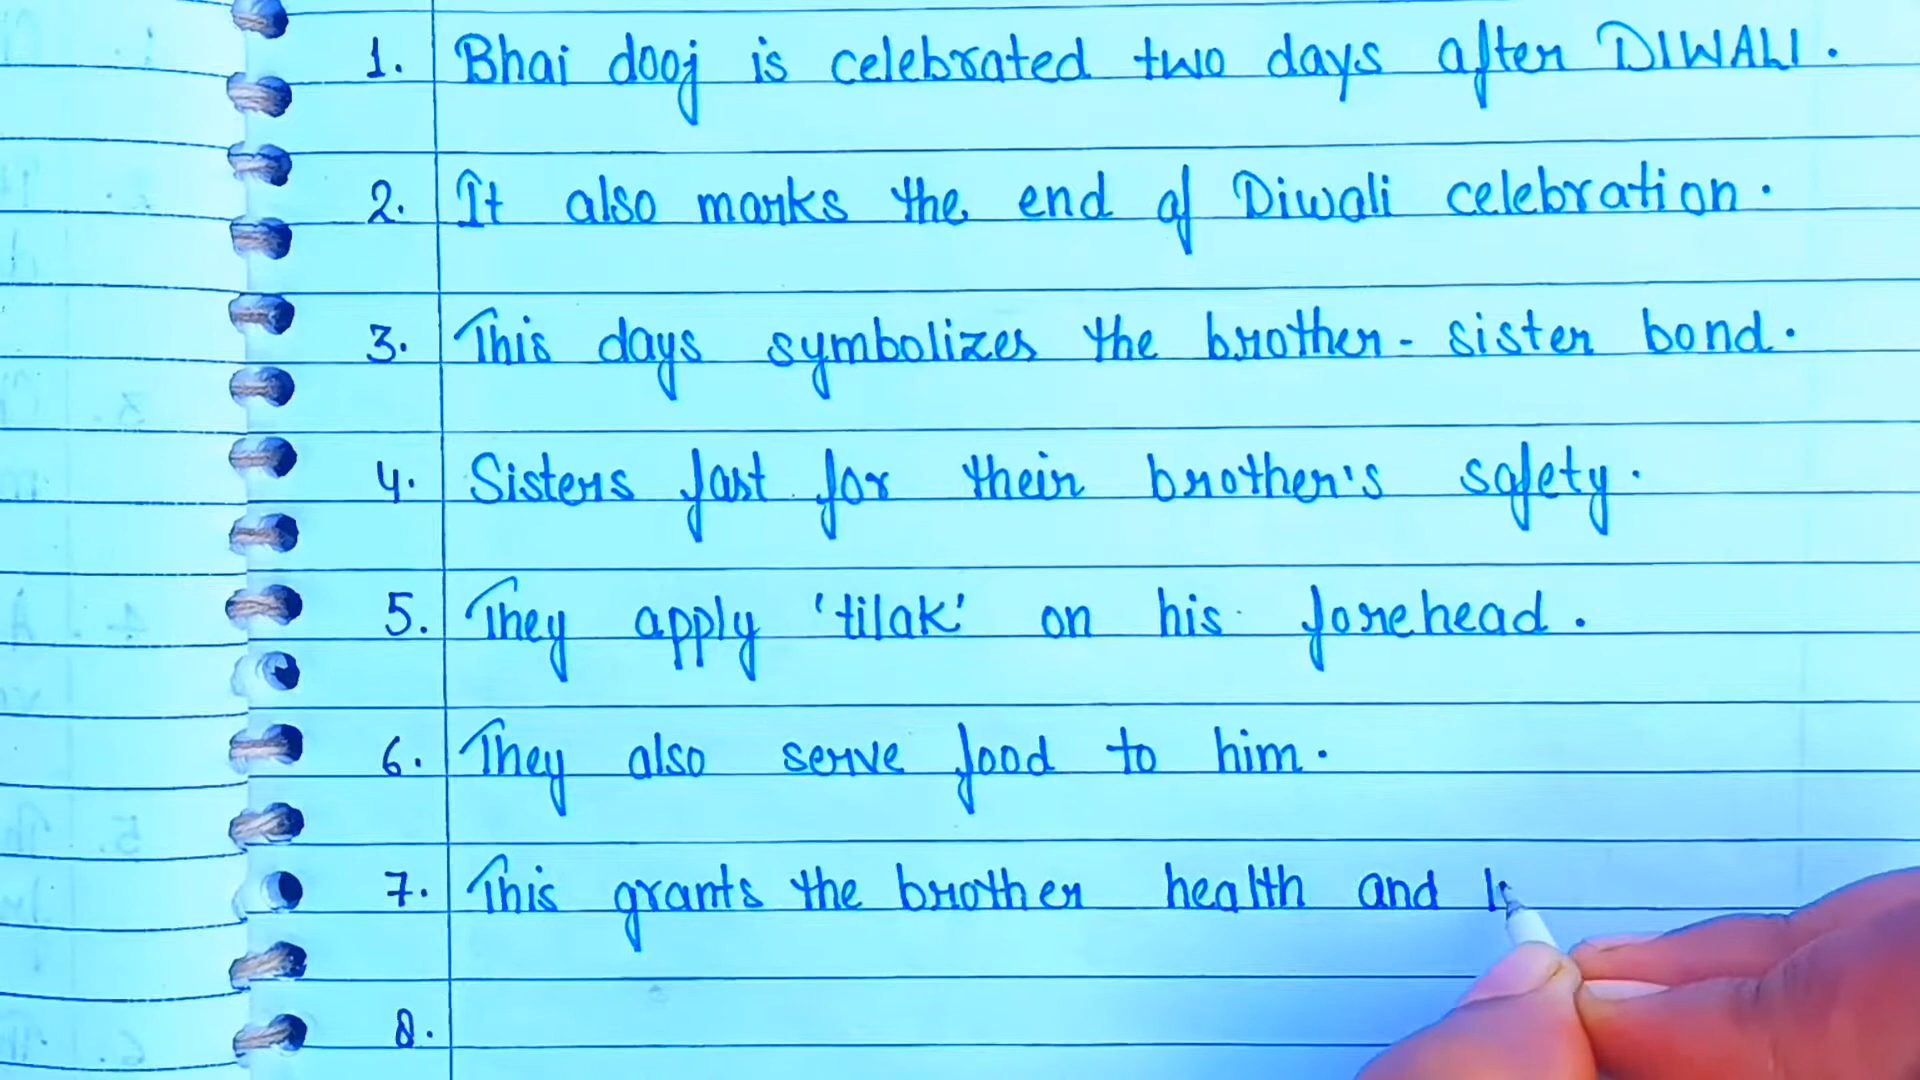 1. Bhai dooj is celebrated two days after DIWALI.
2. It also marks the end of Diwali celebration.
3. This days symbolizes the brother-sister bond.
4. Sisters fast for their brother's safety.
5. They apply 'tilak' on his forehead.
6. They also serve food to him.
7. This grants the brother health and
8.